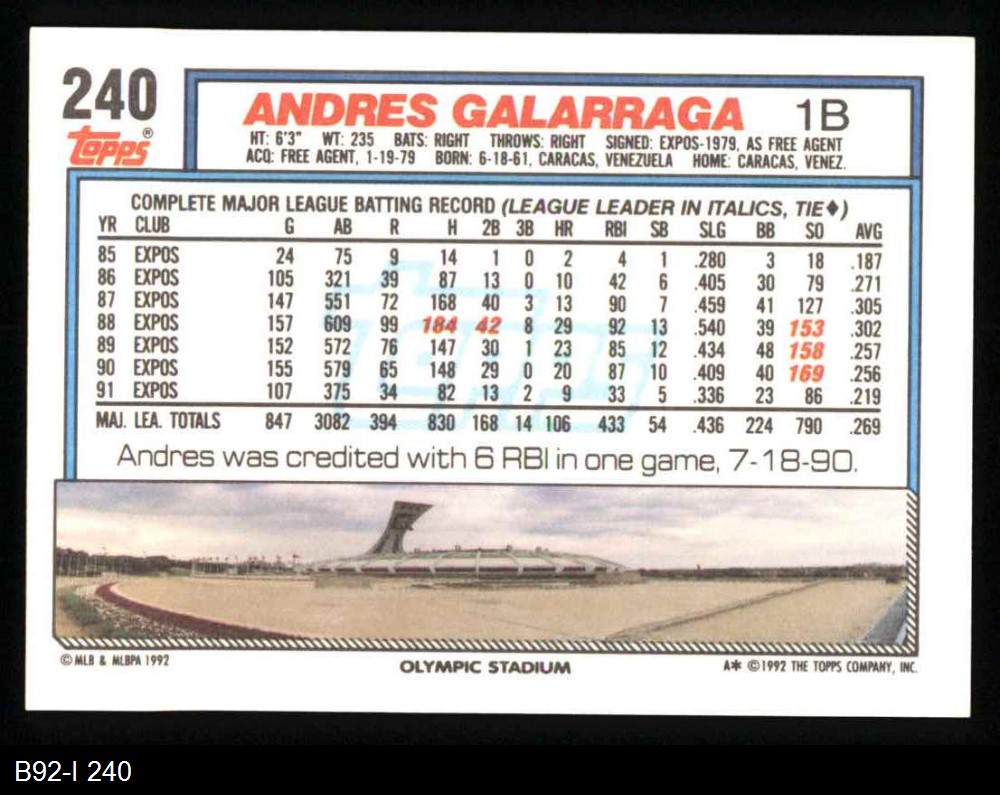 240
Topps®
ANDRES GALARRAGA 1B
HT: 6'3" WT: 235 BATS: RIGHT THROWS: RIGHT SIGNED: EXPOS-1979, AS FREE AGENT
ACQ: FREE AGENT, 1-19-79 BORN: 6-18-61, CARACAS, VENEZUELA HOME: CARACAS, VENEZ.
COMPLETE MAJOR LEAGUE BATTING RECORD (LEAGUE LEADER IN ITALICS, TIE♦)
YR CLUB G AB R H 2B 3B HR RBI SB SLG BB SO AVG
85 EXPOS 24 75 9 14 1 0 2 4 1 .280 3 18 .187
86 EXPOS 105 321 39 87 13 0 10 42 6 .405 30 79 .271
87 EXPOS 147 551 72 168 40 3 13 90 7 .459 41 127 .305
88 EXPOS 157 609 99 184 42 8 29 92 13 .540 39 153 .302
89 EXPOS 152 572 76 147 30 1 23 85 12 .434 48 158 .257
90 EXPOS 155 579 65 148 29 0 20 87 10 .409 40 169 .256
91 EXPOS 107 375 34 82 13 2 9 33 5 .336 23 86 .219
MAJ. LEA. TOTALS 847 3082 394 830 168 14 106 433 54 .436 224 790 .269
Andres was credited with 6 RBI in one game, 7-18-90.
© MLB & MLBPA 1992
OLYMPIC STADIUM
A* © 1992 THE TOPPS COMPANY, INC.
B92-I 240